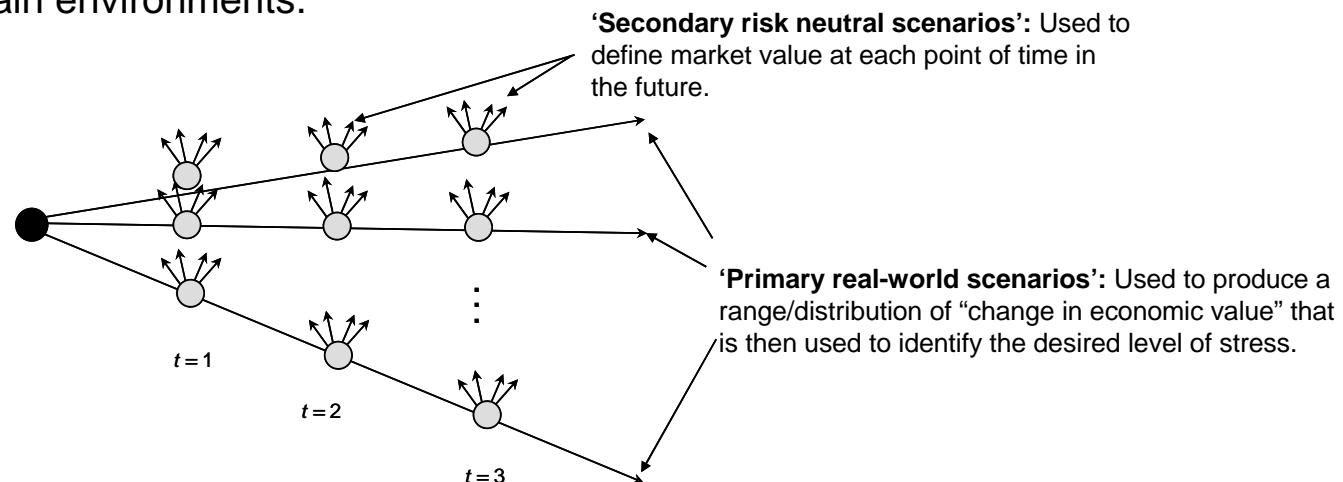 ain environments.
‘Secondary risk neutral scenarios’: Used to
define market value at each point of time in
the future.
‘Primary real-world scenarios’: Used to produce a
range/distribution of “change in economic value” that
is then used to identify the desired level of stress.
t = 1
t = 2
t = 3